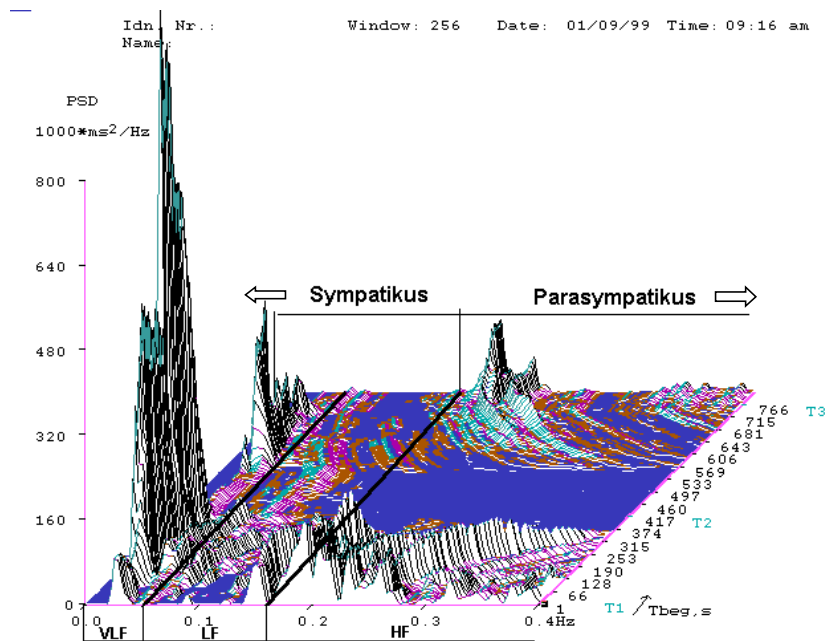 Idn. Nr.: Window: 256 Date: 01/09/99 Time: 09:16 am
Name:
PSD
1000*ms²/Hz
800
640
480
320
160
0
Sympatikus Parasympatikus
766 T3
715
681
643
606
569
533
497
460
417 T2
374
315
253
190
128
66
1 T1 Tbeg,s
0.0 0.1 0.2 0.3 0.4Hz
VLF LF HF